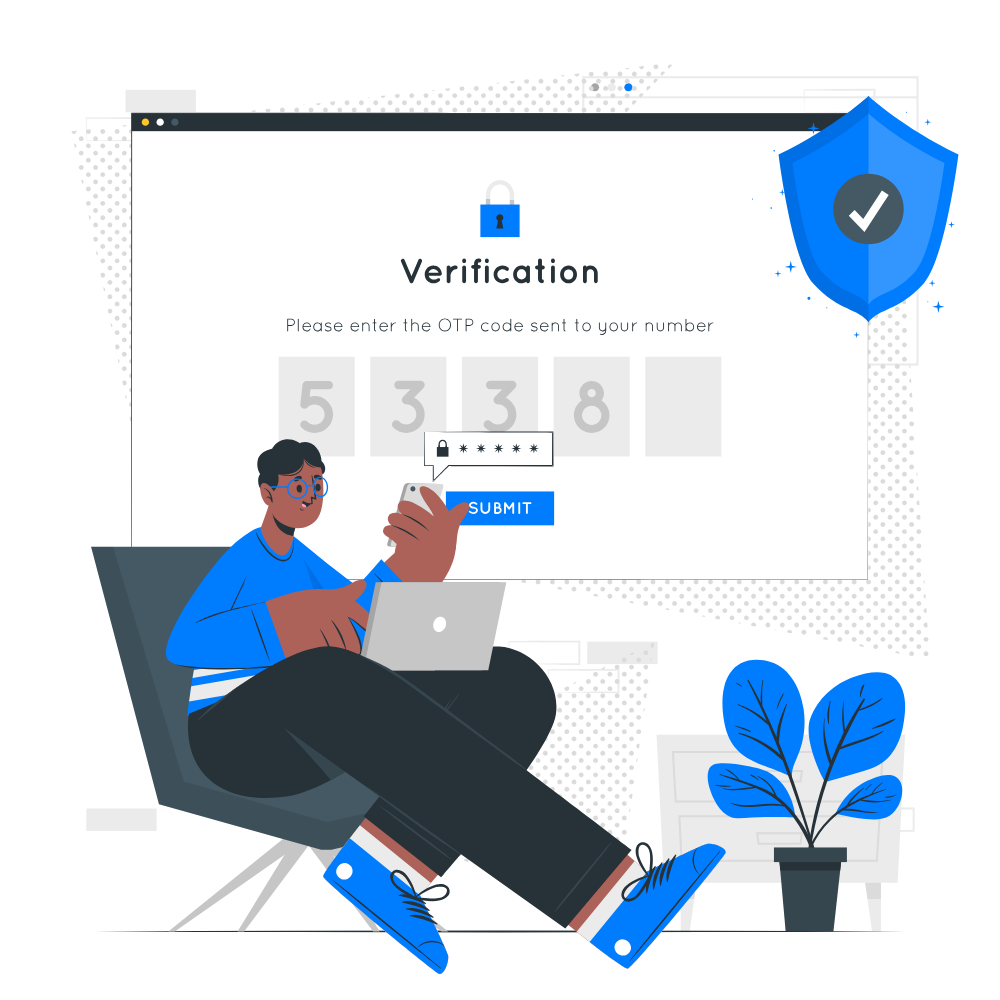 Verification
Please enter the OTP code sent to your number
5 3 3 8
* * * * *
SUBMIT